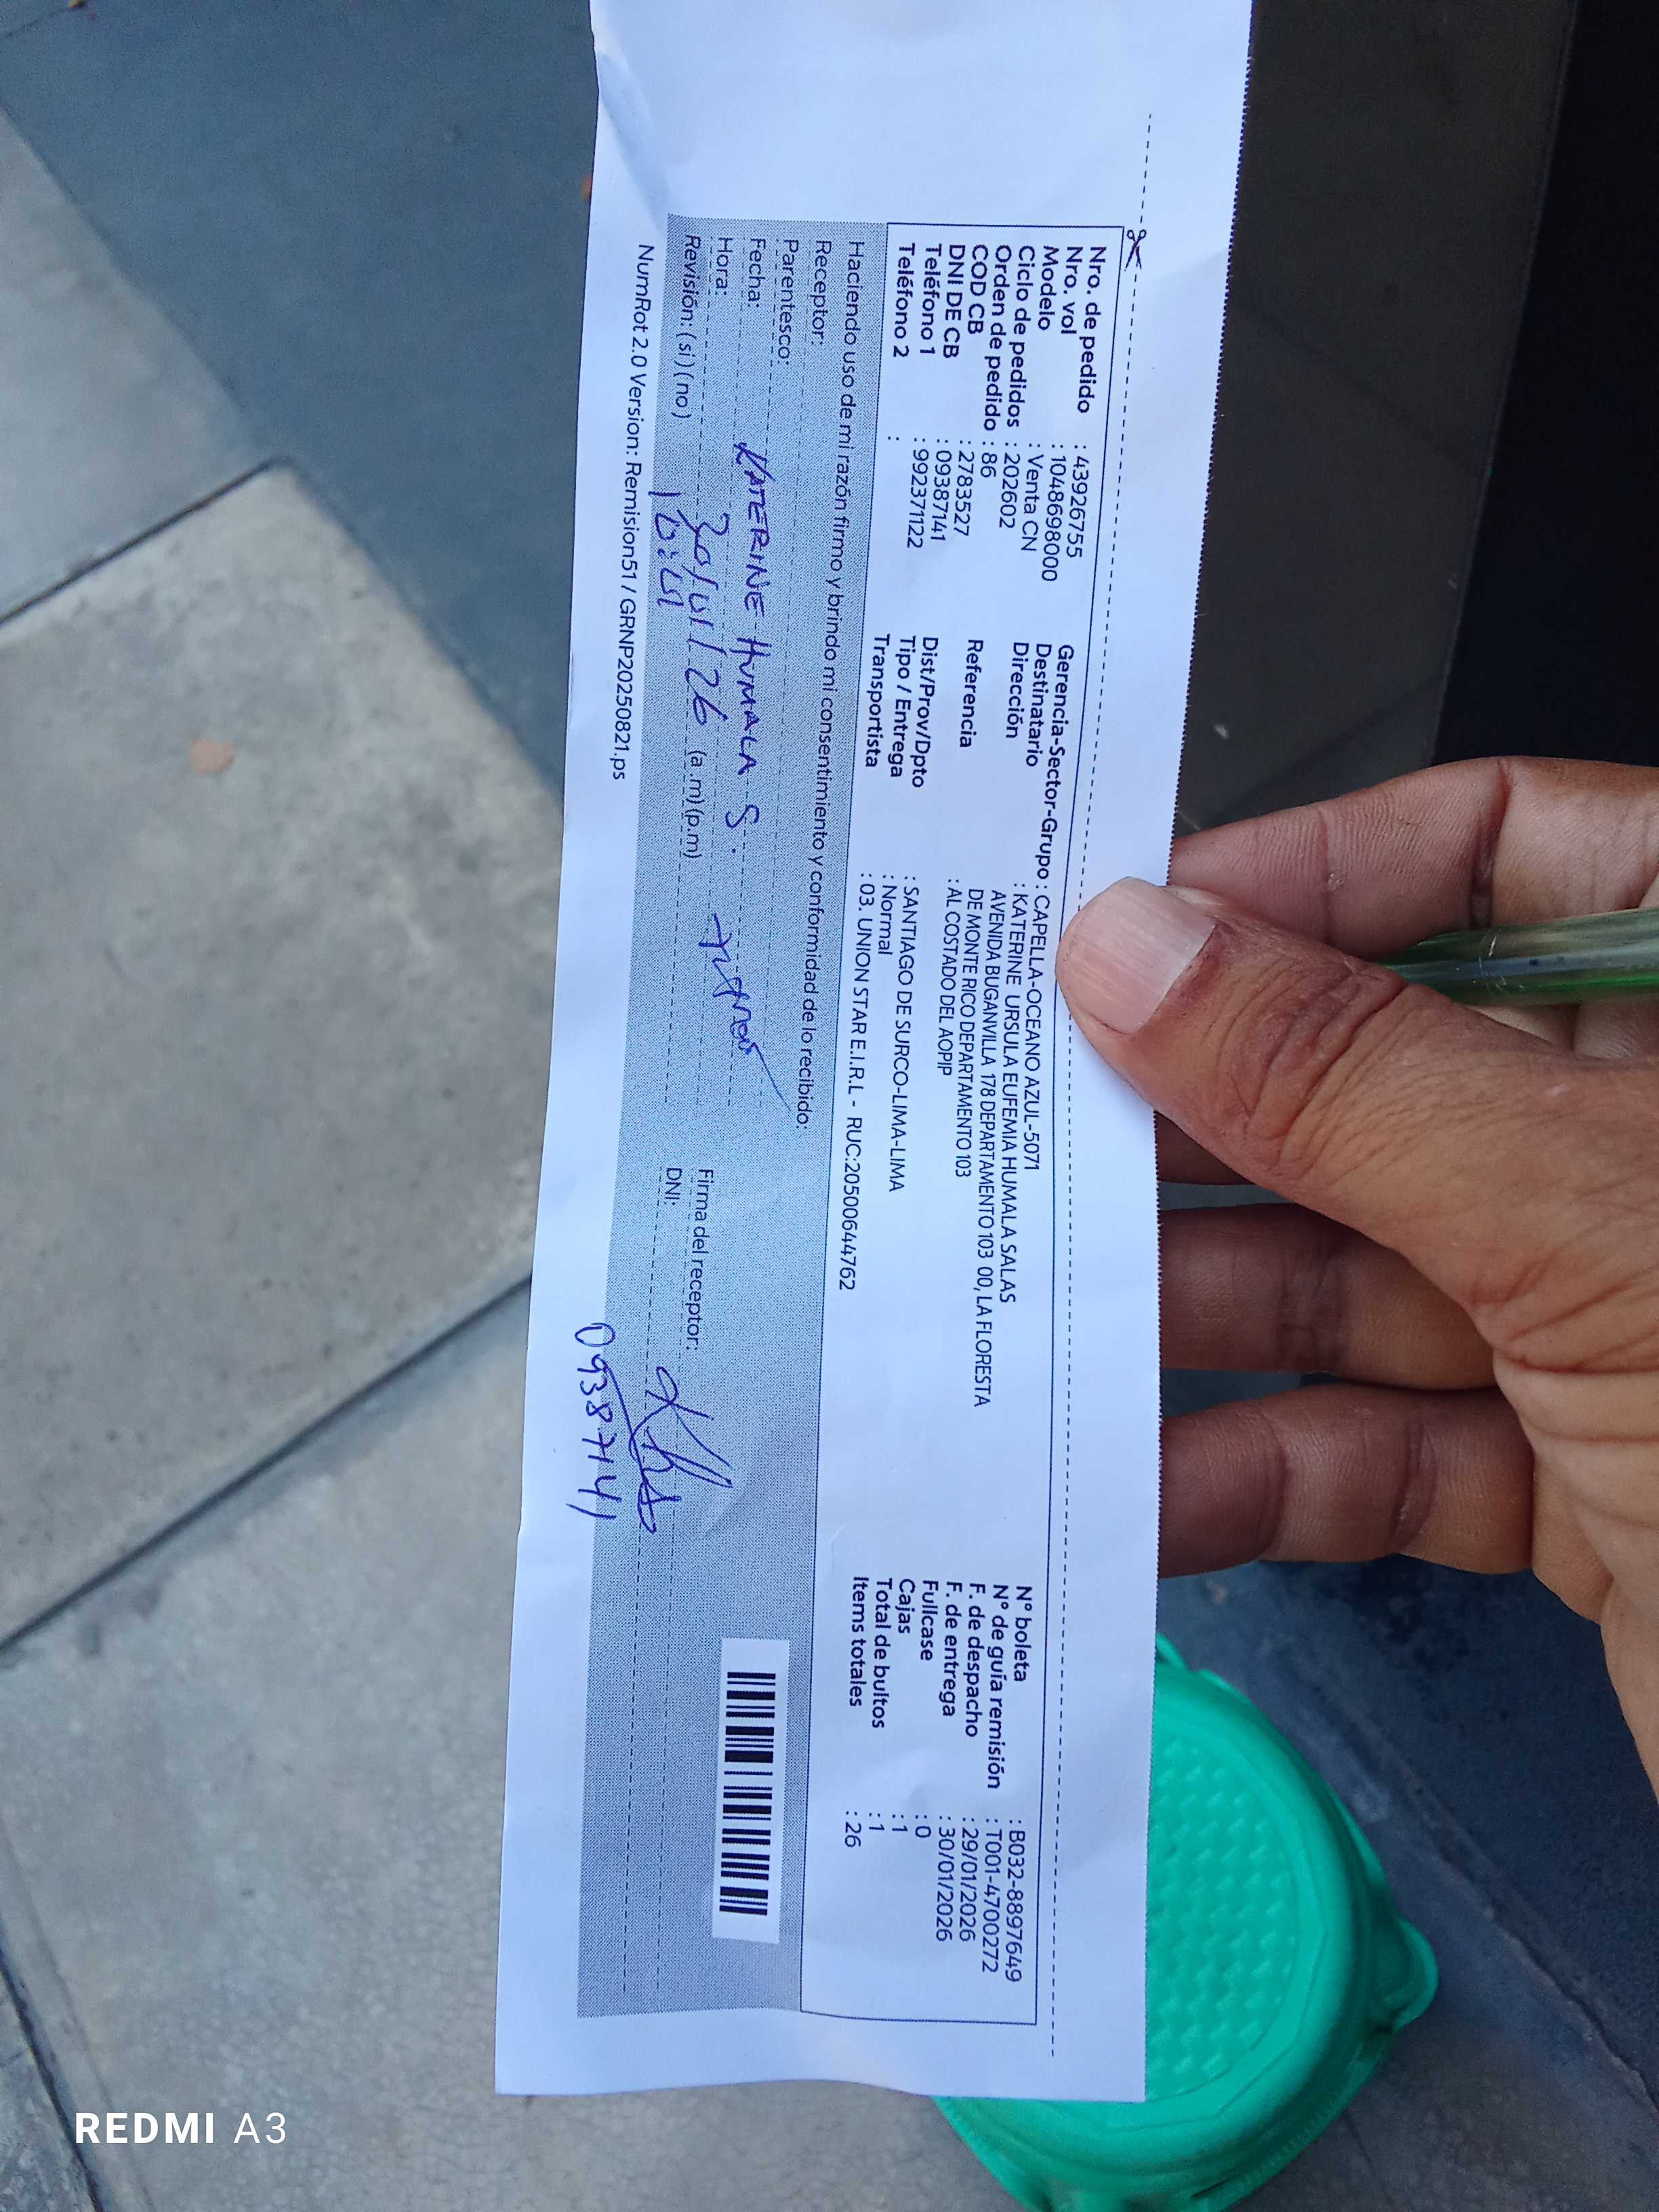 Nro. de pedido : 43926755
Nro. vol : 1048698000
Modelo : Venta CN
Ciclo de pedidos : 202602
Orden de pedido : 86
COD CB : 2783527
DNI DE CB : 09387141
Teléfono 1 : 992371122
Teléfono 2 :
Gerencia-Sector-Grupo : CAPELLA-OCEANO AZUL-5071
Destinatario : KATERINE URSULA EUFEMIA HUMALA SALAS
Dirección AVENIDA BUGANVILLA 178 DEPARTAMENTO 103 00, LA FLORESTA
DE MONTE RICO DEPARTAMENTO 103
Referencia : AL COSTADO DEL AOPIP
Dist/Prov/Dpto : SANTIAGO DE SURCO-LIMA-LIMA
Tipo / Entrega : Normal
Transportista : 03. UNION STAR E.I.R.L - RUC:20500644762
N° boleta : B032-8897649
N° de guía remisión : T001-4700272
F. de despacho : 29/01/2026
F. de entrega : 30/01/2026
Fullcase : 0
Cajas : 1
Total de bultos : 1
Items totales : 26
Haciendo uso de mi razón firmo y brindo mi consentimiento y conformidad de lo recibido:
Receptor: KATERINE HUMALA S.
Parentesco:
Fecha: 30/01/26
Hora: (a.m)(p.m)
Revisión: (si) (no)
Firma del receptor:
DNI: 09387141
NumRot 2.0 Version: Remision51 / GRNP20250821.ps
REDMI A3